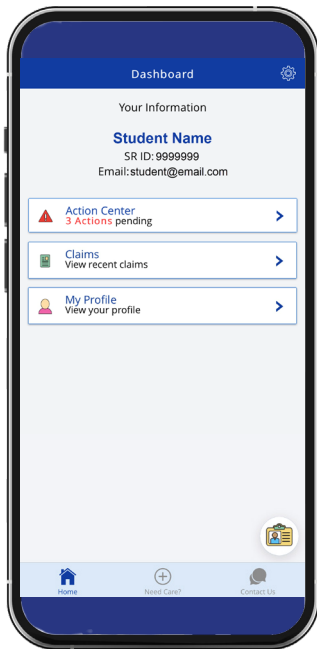 Dashboard
Your Information
Student Name
SR ID: 9999999
Email: student@email.com
Action Center
3 Actions pending
Claims
View recent claims
My Profile
View your profile
Home
Need Care?
Contact Us